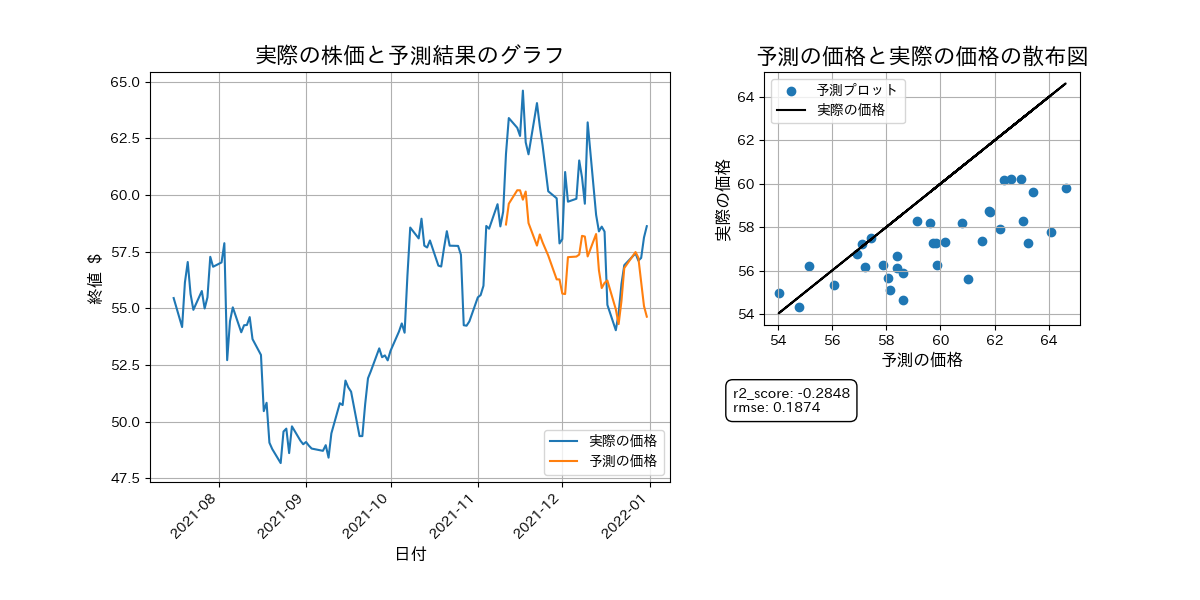 実際の株価と予測結果のグラフ
65.0
62.5
60.0
57.5
55.0
52.5
50.0
47.5
終値 $
2021-08
2021-09
2021-10
2021-11
2021-12
2022-01
日付
実際の価格
予測の価格
予測の価格と実際の価格の散布図
予測プロット
実際の価格
64
62
60
58
56
54
実際の価格
54
56
58
60
62
64
予測の価格
r2_score: -0.2848
rmse: 0.1874